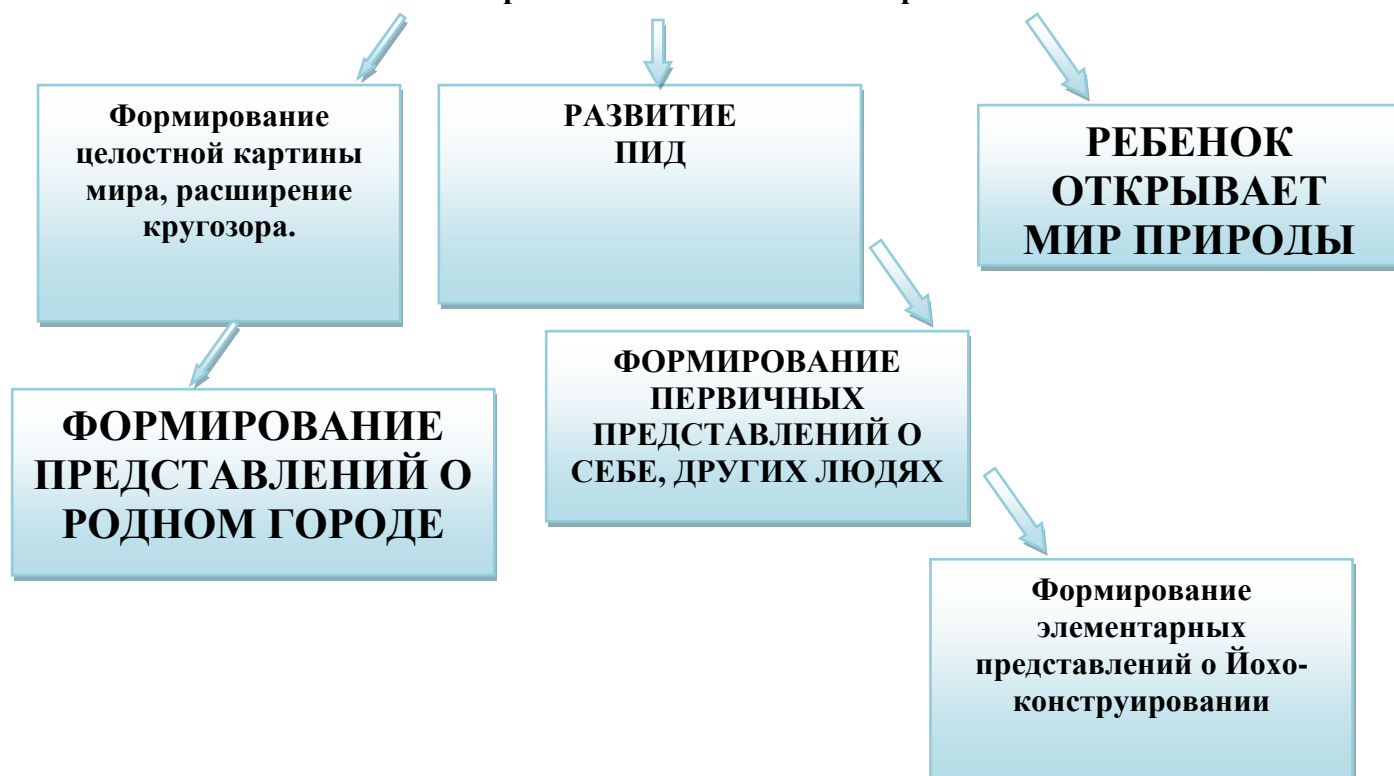 Формирование
целостной картины
мира, расширение
кругозора.
РАЗВИТИЕ
ПИД
РЕБЕНОК
ОТКРЫВАЕТ
МИР ПРИРОДЫ
ФОРМИРОВАНИЕ
ПРЕДСТАВЛЕНИЙ О
РОДНОМ ГОРОДЕ
ФОРМИРОВАНИЕ
ПЕРВИЧНЫХ
ПРЕДСТАВЛЕНИЙ О
СЕБЕ, ДРУГИХ ЛЮДЯХ
Формирование
элементарных
представлений о Йохо-
конструировании